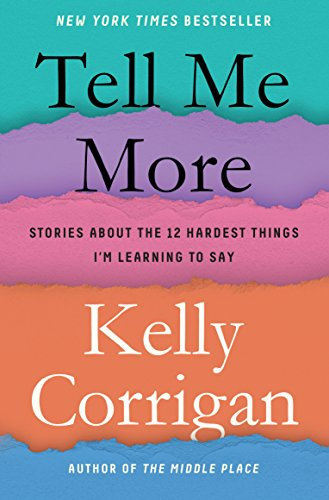 NEW YORK TIMES BESTSELLER
Tell Me
More
STORIES ABOUT THE 12 HARDEST THINGS
I'M LEARNING TO SAY
Kelly
Corrigan
AUTHOR OF THE MIDDLE PLACE